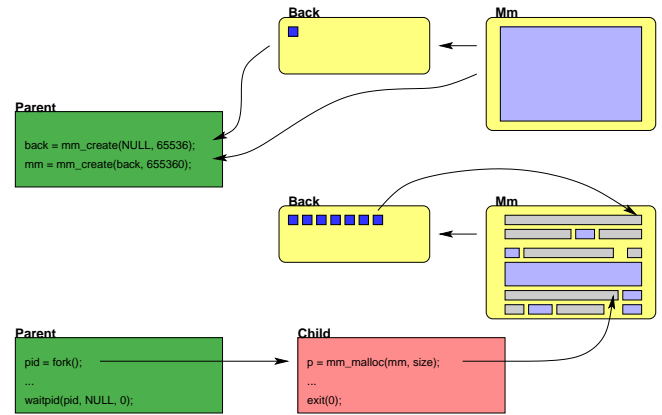 Back
Mm
Parent
back = mm_create(NULL, 65536);
mm = mm_create(back, 655360);
Back
Mm
Parent
pid = fork();
...
waitpid(pid, NULL, 0);
Child
p = mm_malloc(mm, size);
...
exit(0);